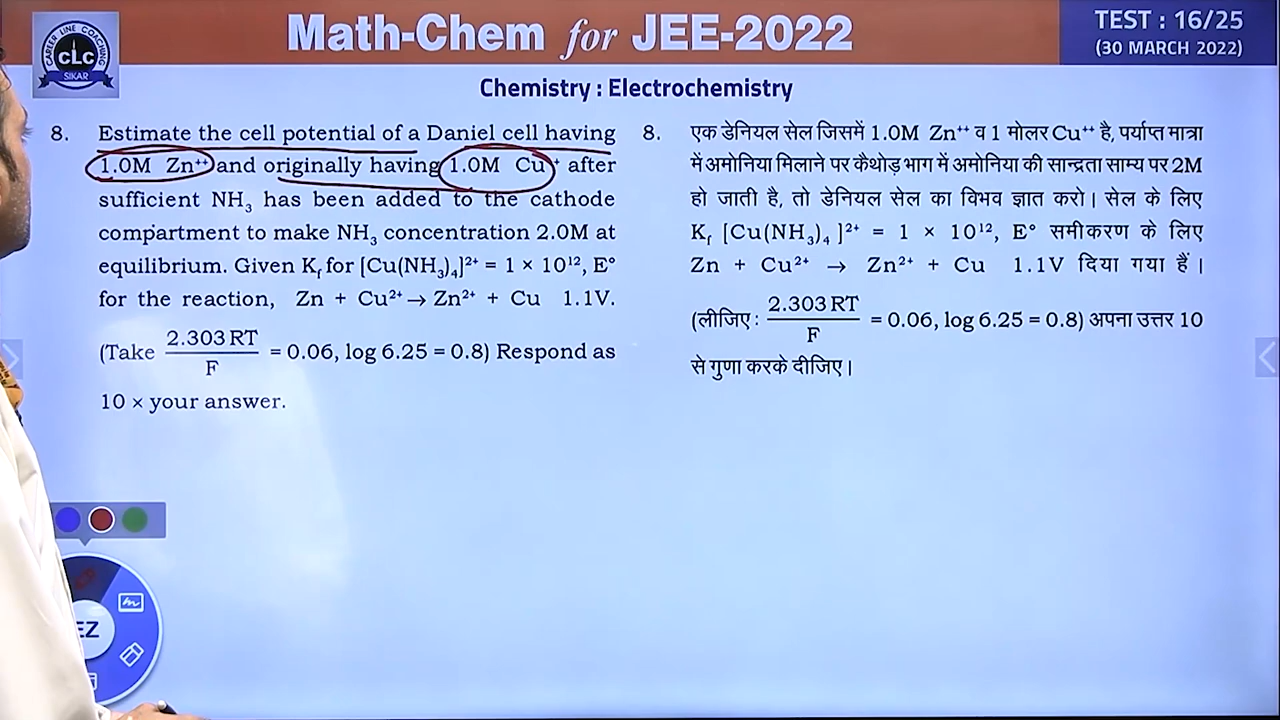 Math-Chem for JEE-2022
TEST : 16/25
(30 MARCH 2022)
CAREER LINE COACHING
CLC
SIKAR
Chemistry : Electrochemistry
8. Estimate the cell potential of a Daniel cell having
1.0M Zn⁺⁺ and originally having 1.0M Cu⁺ after
sufficient NH₃ has been added to the cathode
compartment to make NH₃ concentration 2.0M at
equilibrium. Given Kf for [Cu(NH₃)₄]²⁺ = 1 × 10¹², E°
for the reaction, Zn + Cu²⁺ → Zn²⁺ + Cu 1.1V.
(Take 2.303 RT / F = 0.06, log 6.25 = 0.8) Respond as
10 × your answer.
8. एक डेनियल सेल जिसमें 1.0M Zn⁺⁺ व 1 मोलर Cu⁺⁺ है, पर्याप्त मात्रा
में अमोनिया मिलाने पर कैथोड़ भाग में अमोनिया की सान्द्रता साम्य पर 2M
हो जाती है, तो डेनियल सेल का विभव ज्ञात करो। सेल के लिए
Kf [Cu(NH₃)₄ ]²⁺ = 1 × 10¹², E° समीकरण के लिए
Zn + Cu²⁺ → Zn²⁺ + Cu 1.1V दिया गया हैं।
(लीजिए : 2.303 RT / F = 0.06, log 6.25 = 0.8) अपना उत्तर 10
से गुणा करके दीजिए।
EZ